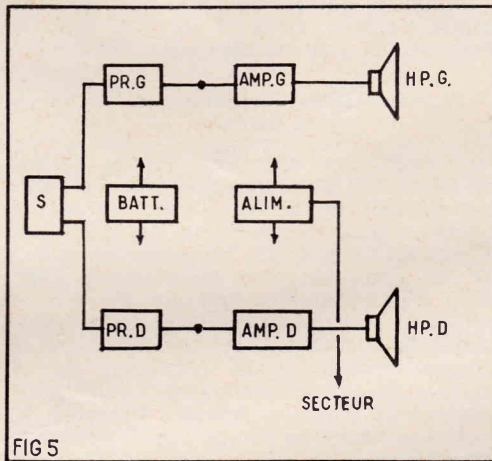 PR.G
AMP.G
HP.G.
S
BATT.
ALIM.
PR.D
AMP.D
HP.D
SECTEUR
FIG 5